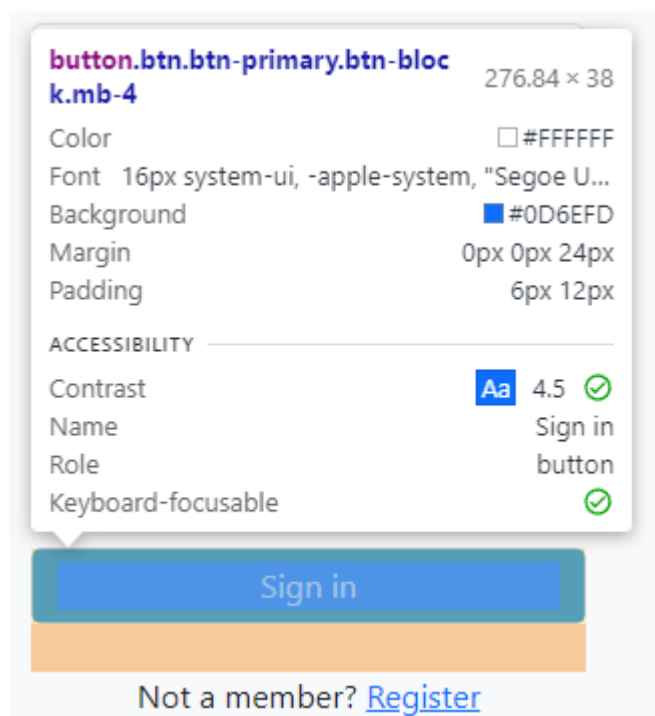 button.btn.btn-primary.btn-bloc
k.mb-4
276.84 × 38
Color #FFFFFF
Font 16px system-ui, -apple-system, "Segoe U...
Background #0D6EFD
Margin 0px 0px 24px
Padding 6px 12px
ACCESSIBILITY
Contrast Aa 4.5
Name Sign in
Role button
Keyboard-focusable
Sign in
Not a member? Register